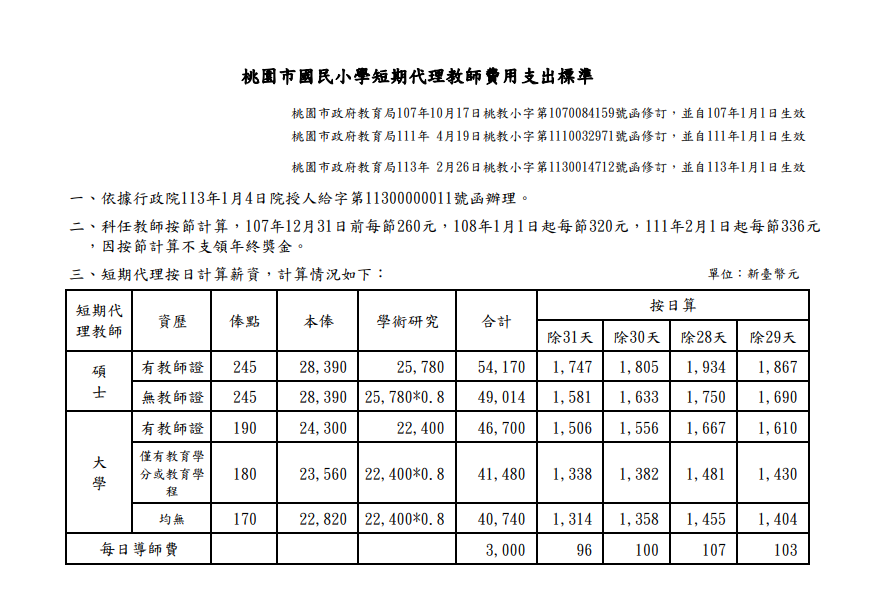 桃園市國民小學短期代理教師費用支出標準
桃園市政府教育局107年10月17日桃教小字第1070084159號函修訂，並自107年1月1日生效
桃園市政府教育局111年 4月19日桃教小字第1110032971號函修訂，並自111年1月1日生效
桃園市政府教育局113年 2月26日桃教小字第1130014712號函修訂，並自113年1月1日生效
一、依據行政院113年1月4日院授人給字第11300000011號函辦理。
二、科任教師按節計算，107年12月31日前每節260元，108年1月1日起每節320元，111年2月1日起每節336元
，因按節計算不支領年終獎金。
三、短期代理按日計算薪資，計算情況如下： 單位：新臺幣元
短期代理教師 資歷 俸點 本俸 學術研究 合計 按日算
除31天 除30天 除28天 除29天
碩士 有教師證 245 28,390 25,780 54,170 1,747 1,805 1,934 1,867
無教師證 245 28,390 25,780*0.8 49,014 1,581 1,633 1,750 1,690
大學 有教師證 190 24,300 22,400 46,700 1,506 1,556 1,667 1,610
僅有教育學分或教育學程 180 23,560 22,400*0.8 41,480 1,338 1,382 1,481 1,430
均無 170 22,820 22,400*0.8 40,740 1,314 1,358 1,455 1,404
每日導師費 3,000 96 100 107 103